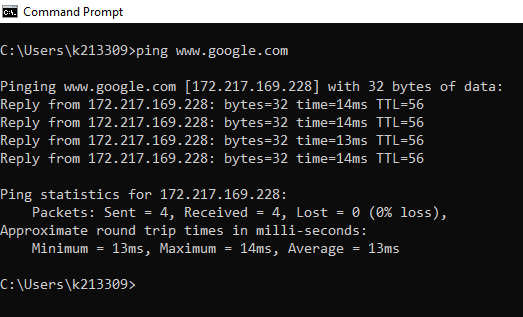 Command Prompt
C:\Users\k213309>ping www.google.com
Pinging www.google.com [172.217.169.228] with 32 bytes of data:
Reply from 172.217.169.228: bytes=32 time=14ms TTL=56
Reply from 172.217.169.228: bytes=32 time=14ms TTL=56
Reply from 172.217.169.228: bytes=32 time=13ms TTL=56
Reply from 172.217.169.228: bytes=32 time=14ms TTL=56
Ping statistics for 172.217.169.228:
    Packets: Sent = 4, Received = 4, Lost = 0 (0% loss),
Approximate round trip times in milli-seconds:
    Minimum = 13ms, Maximum = 14ms, Average = 13ms
C:\Users\k213309>